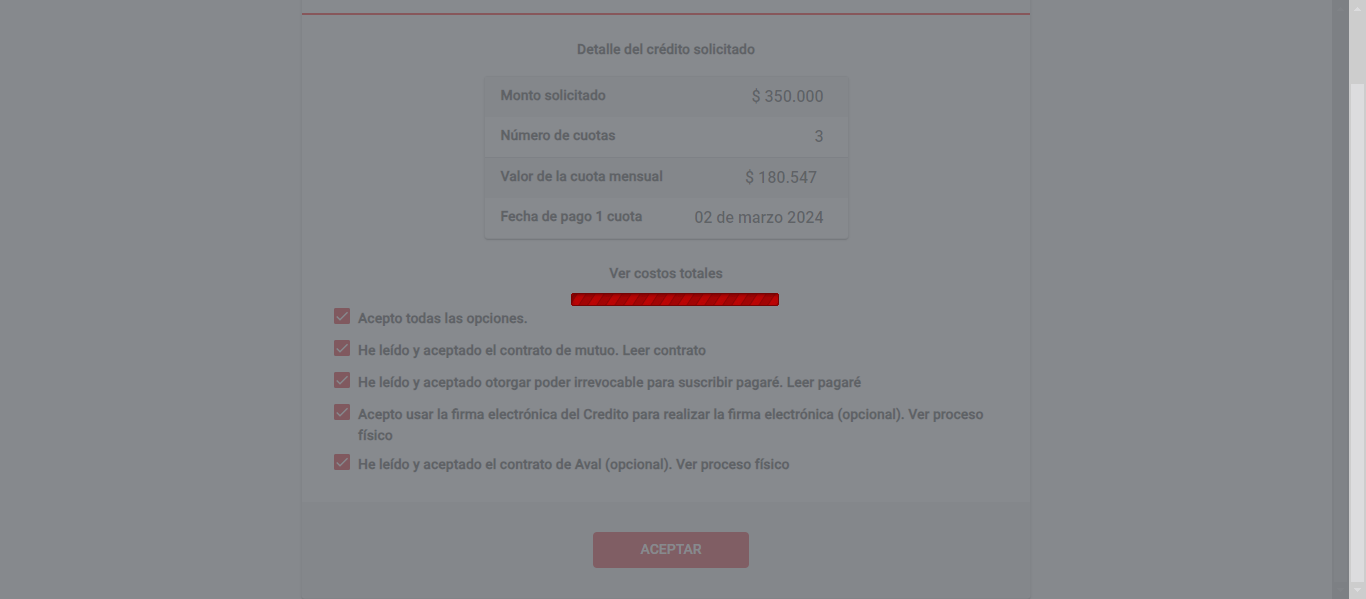 Detalle del crédito solicitado
Monto solicitado $ 350.000
Número de cuotas 3
Valor de la cuota mensual $ 180.547
Fecha de pago 1 cuota 02 de marzo 2024
Ver costos totales
Acepto todas las opciones.
He leído y aceptado el contrato de mutuo. Leer contrato
He leído y aceptado otorgar poder irrevocable para suscribir pagaré. Leer pagaré
Acepto usar la firma electrónica del Credito para realizar la firma electrónica (opcional). Ver proceso
físico
He leído y aceptado el contrato de Aval (opcional). Ver proceso físico
ACEPTAR